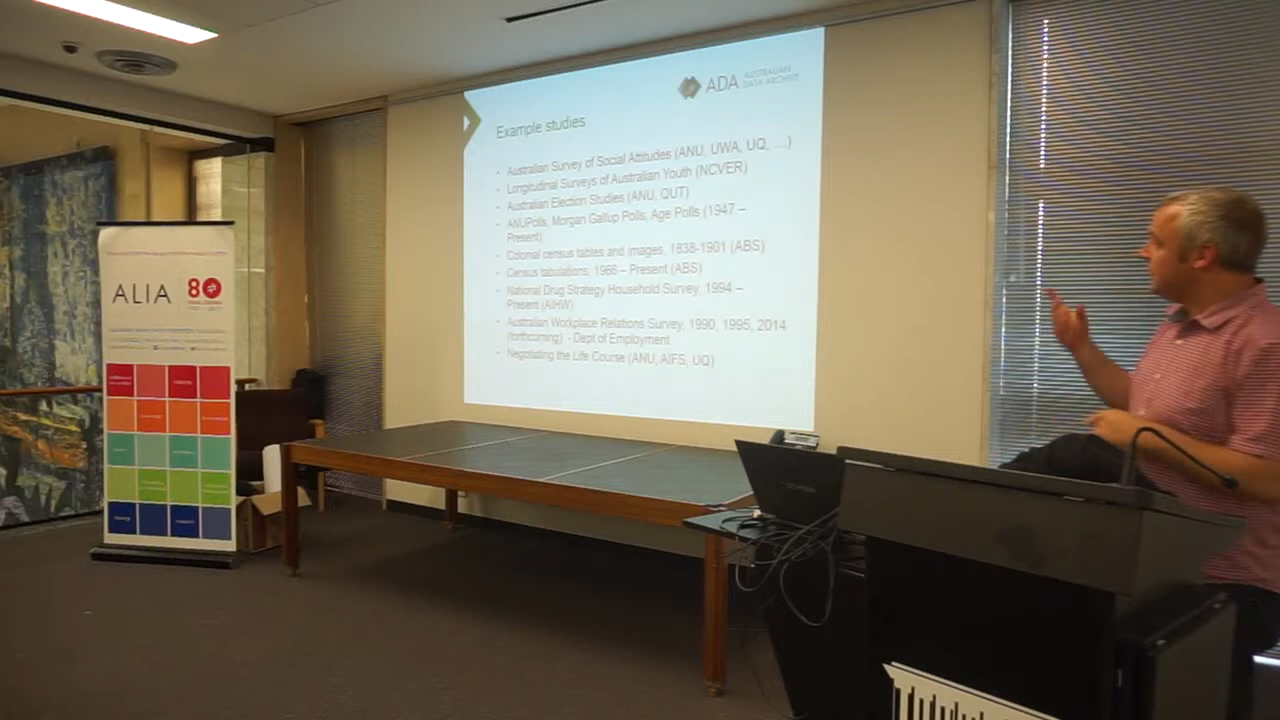 ADA AUSTRALIAN
DATA ARCHIVE
Example studies
• Australian Survey of Social Attitudes (ANU, UWA, UQ, ...)
• Longitudinal Surveys of Australian Youth (NCVER)
• Australian Election Studies (ANU, QUT)
• ANUPolls, Morgan Gallup Polls, Age Polls (1947 –
Present)
• Colonial census tables and images, 1838-1901 (ABS)
• Census tabulations, 1966 – Present (ABS)
• National Drug Strategy Household Survey, 1994 –
Present (AIHW)
• Australian Workplace Relations Survey, 1990, 1995, 2014
(forthcoming) - Dept of Employment
• Negotiating the Life Course (ANU, AIFS, UQ)
ALIA 80